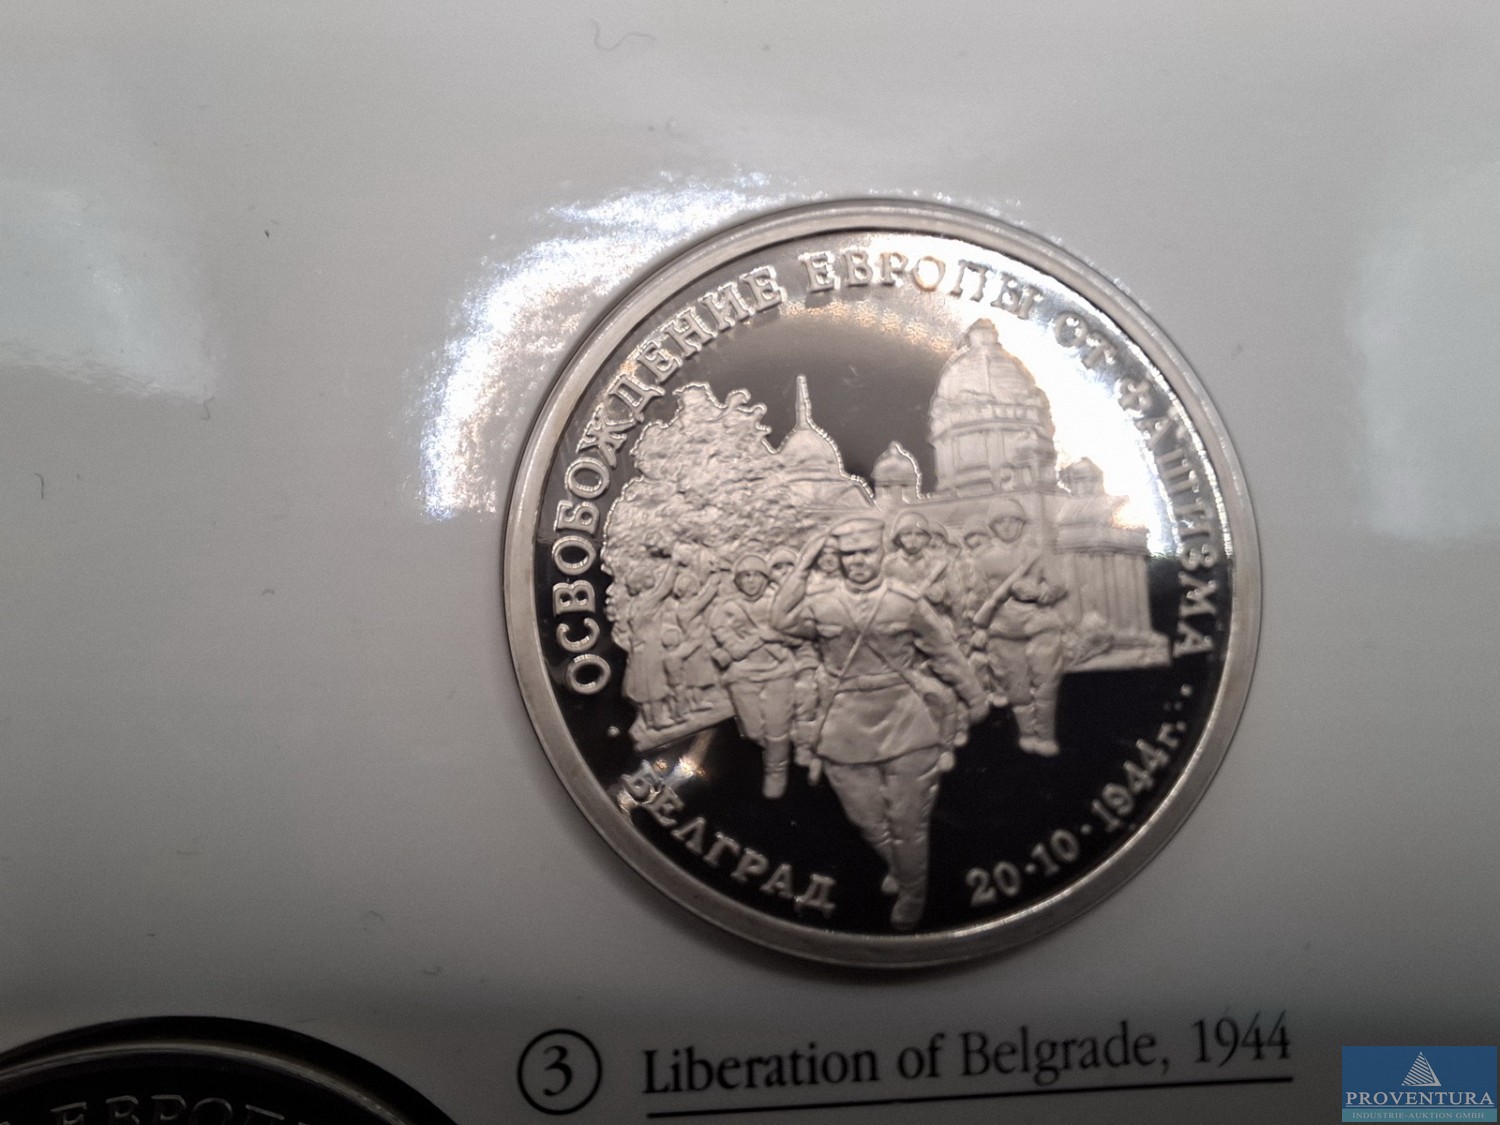 ОСВОБОЖДЕНИЕ ЕВРОПЫ ОТ ФАШИЗМА
БЕЛГРАД
20·10·1944г.
3 Liberation of Belgrade, 1944
PROVENTURA
INDUSTRIE-AUKTION GMBH